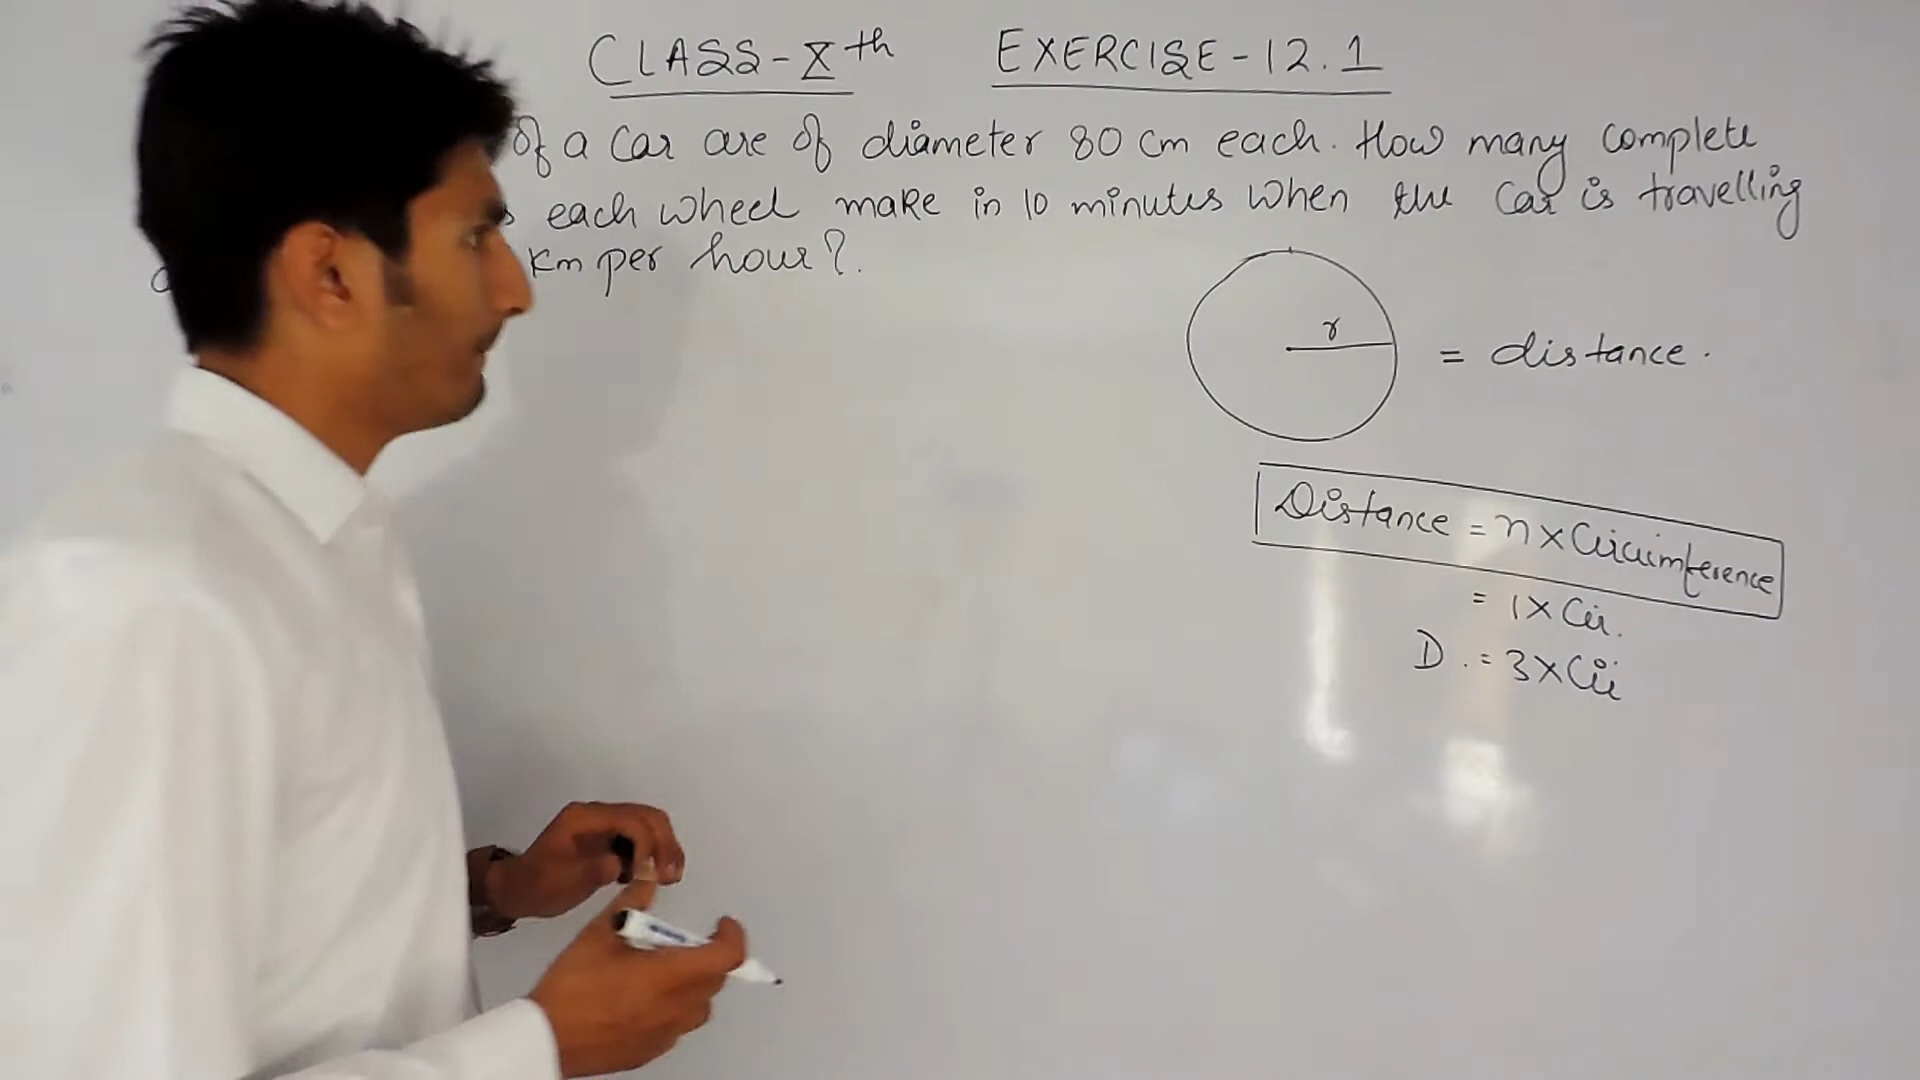 CLASS-Xth EXERCISE-12.1
of a Car are of diameter 80 cm each. How many complete
each wheel make in 10 minutes when the Car is travelling
km per hour?.
r
= distance.
Distance = n×Circumference
= 1×Cir.
D.=3×Cir